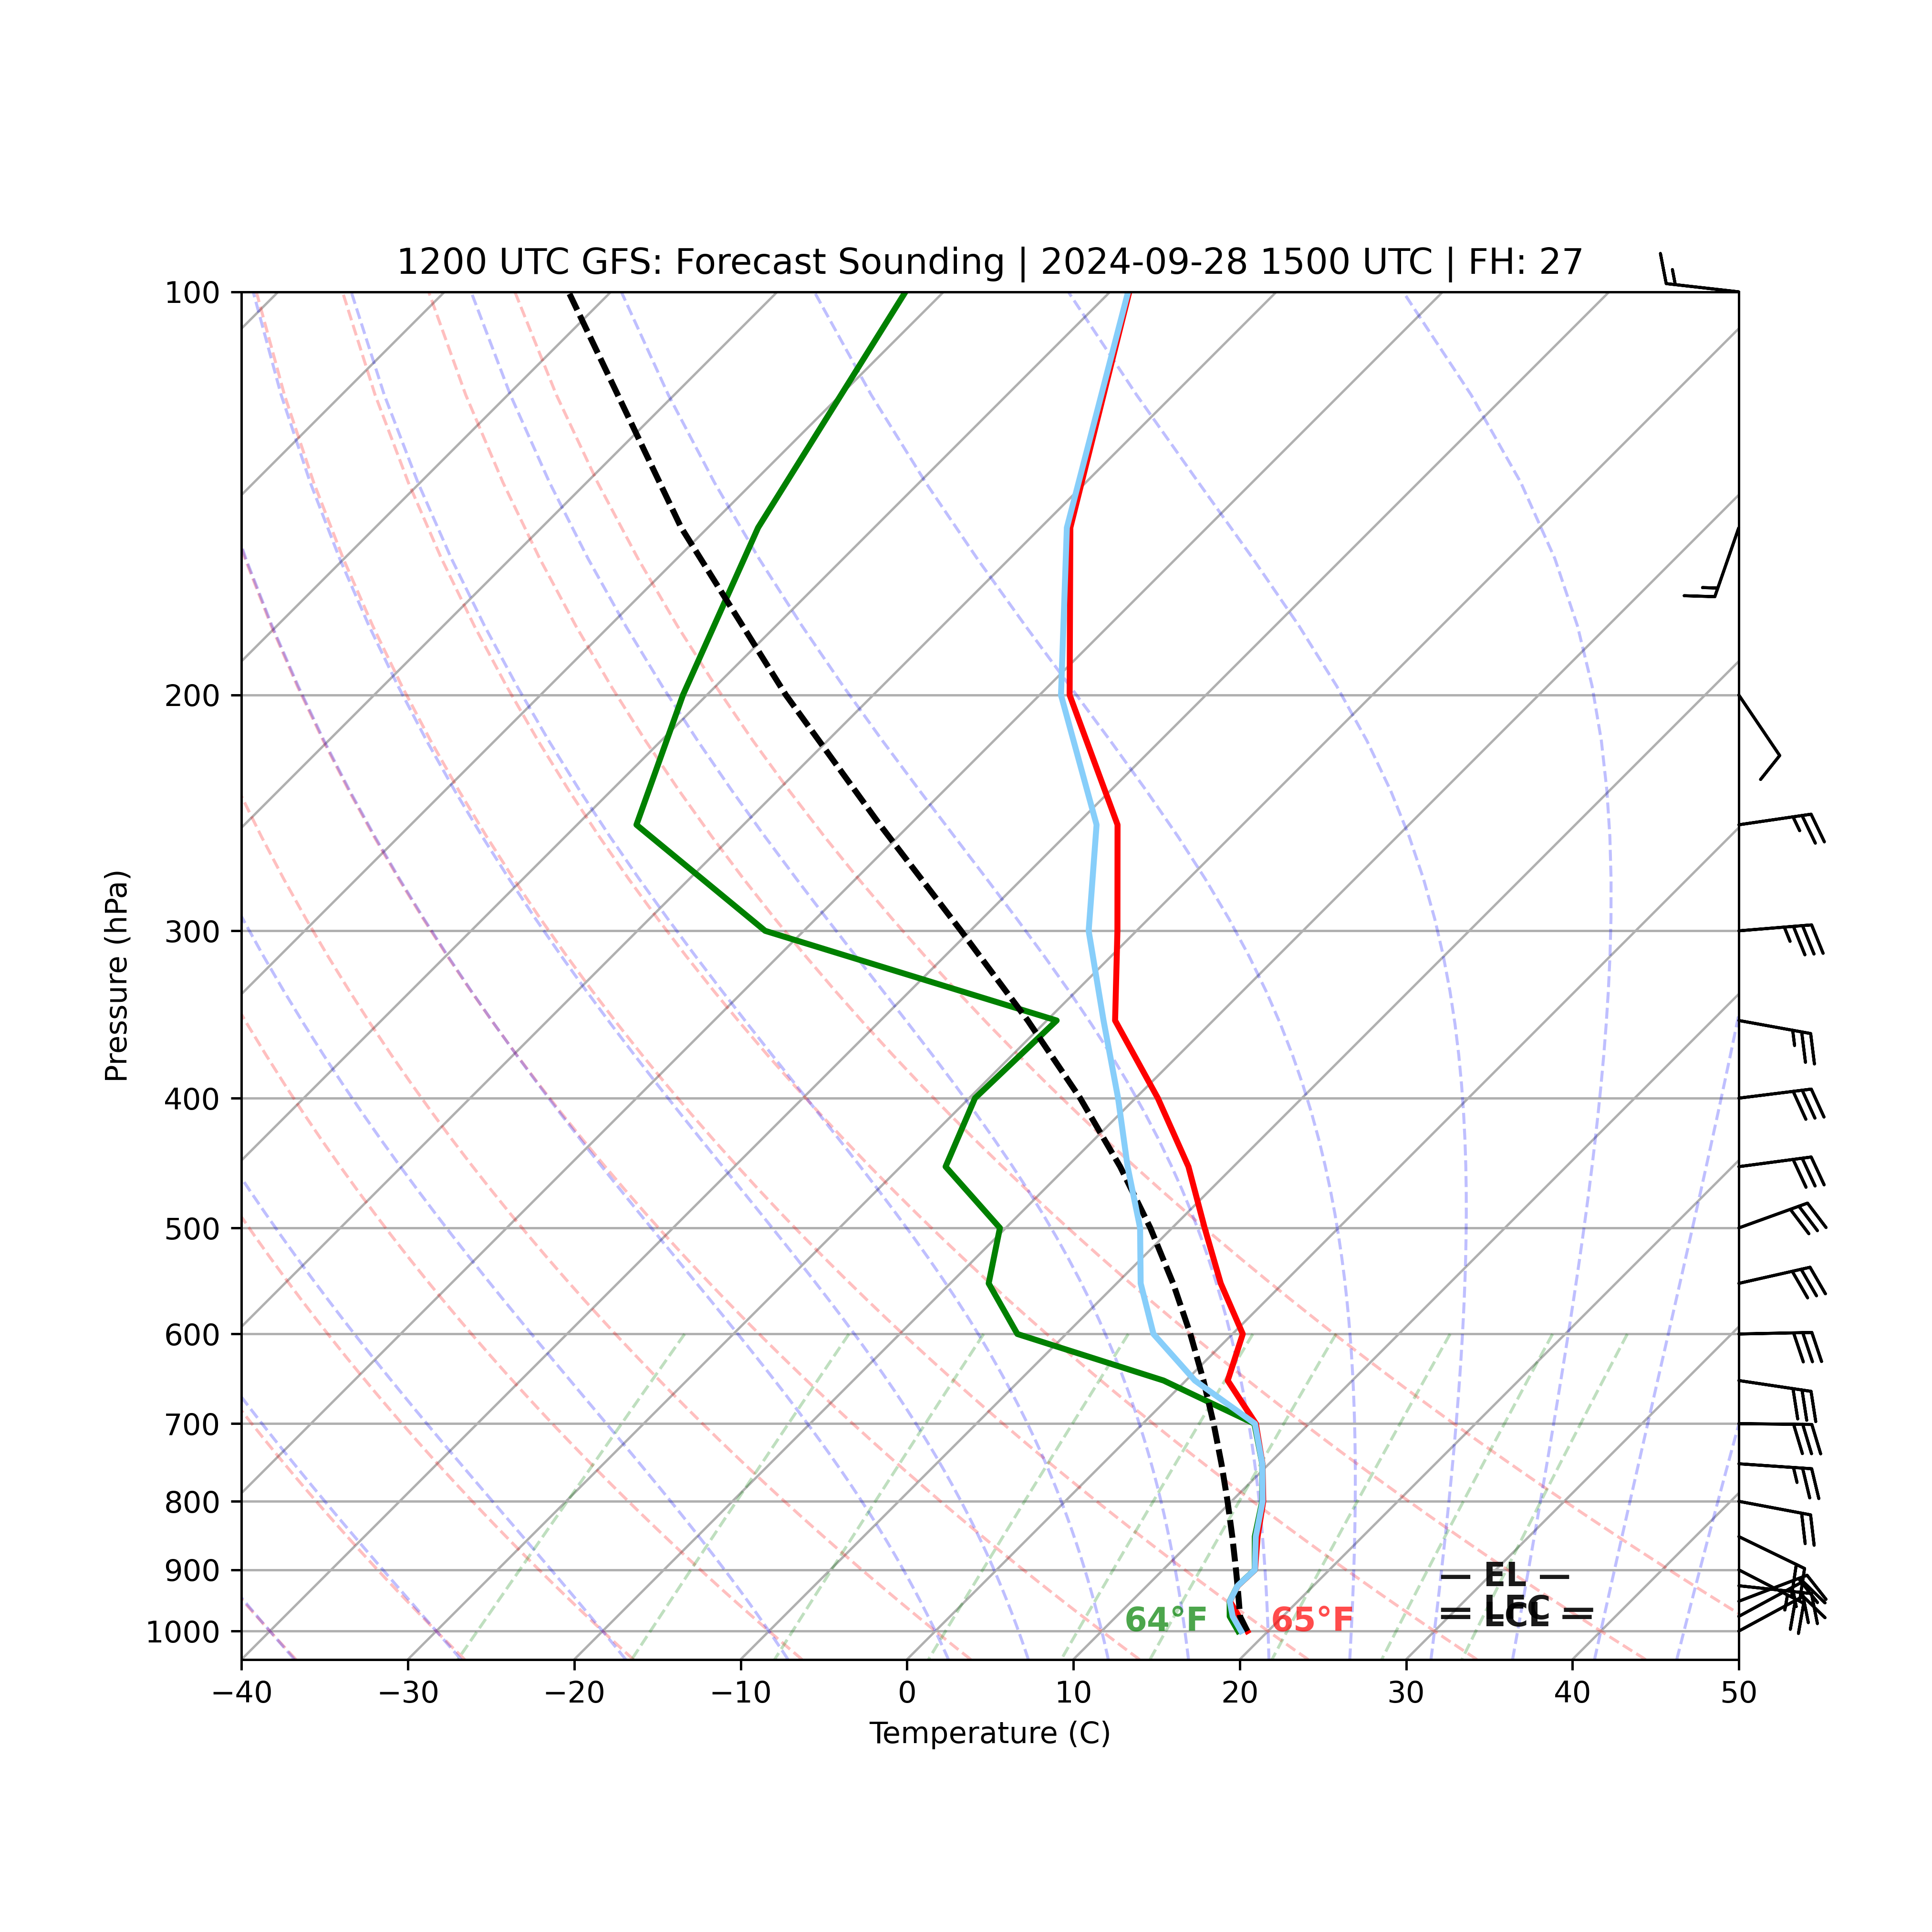 1200 UTC GFS: Forecast Sounding | 2024-09-28 1500 UTC | FH: 27
100
200
300
400
500
600
700
800
900
1000
Pressure (hPa)
— EL —
— LFC —
— LCL —
64°F
65°F
−40 −30 −20 −10 0 10 20 30 40 50
Temperature (C)